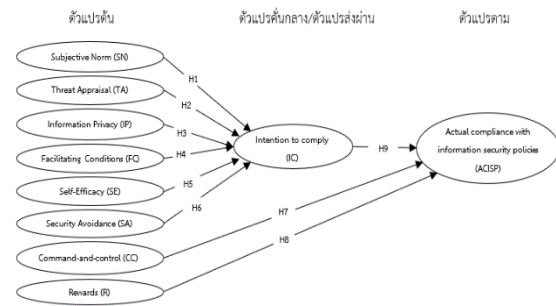 ตัวแปรต้น
ตัวแปรคั่นกลาง/ตัวแปรส่งผ่าน
ตัวแปรตาม
Subjective Norm (SN)
Threat Appraisal (TA)
Information Privacy (IP)
Facilitating Conditions (FC)
Self-Efficacy (SE)
Security Avoidance (SA)
Command-and-control (CC)
Rewards (R)
H1
H2
H3
H4
H5
H6
H7
H8
Intention to comply
(IC)
H9
Actual compliance with
information security policies
(ACISP)